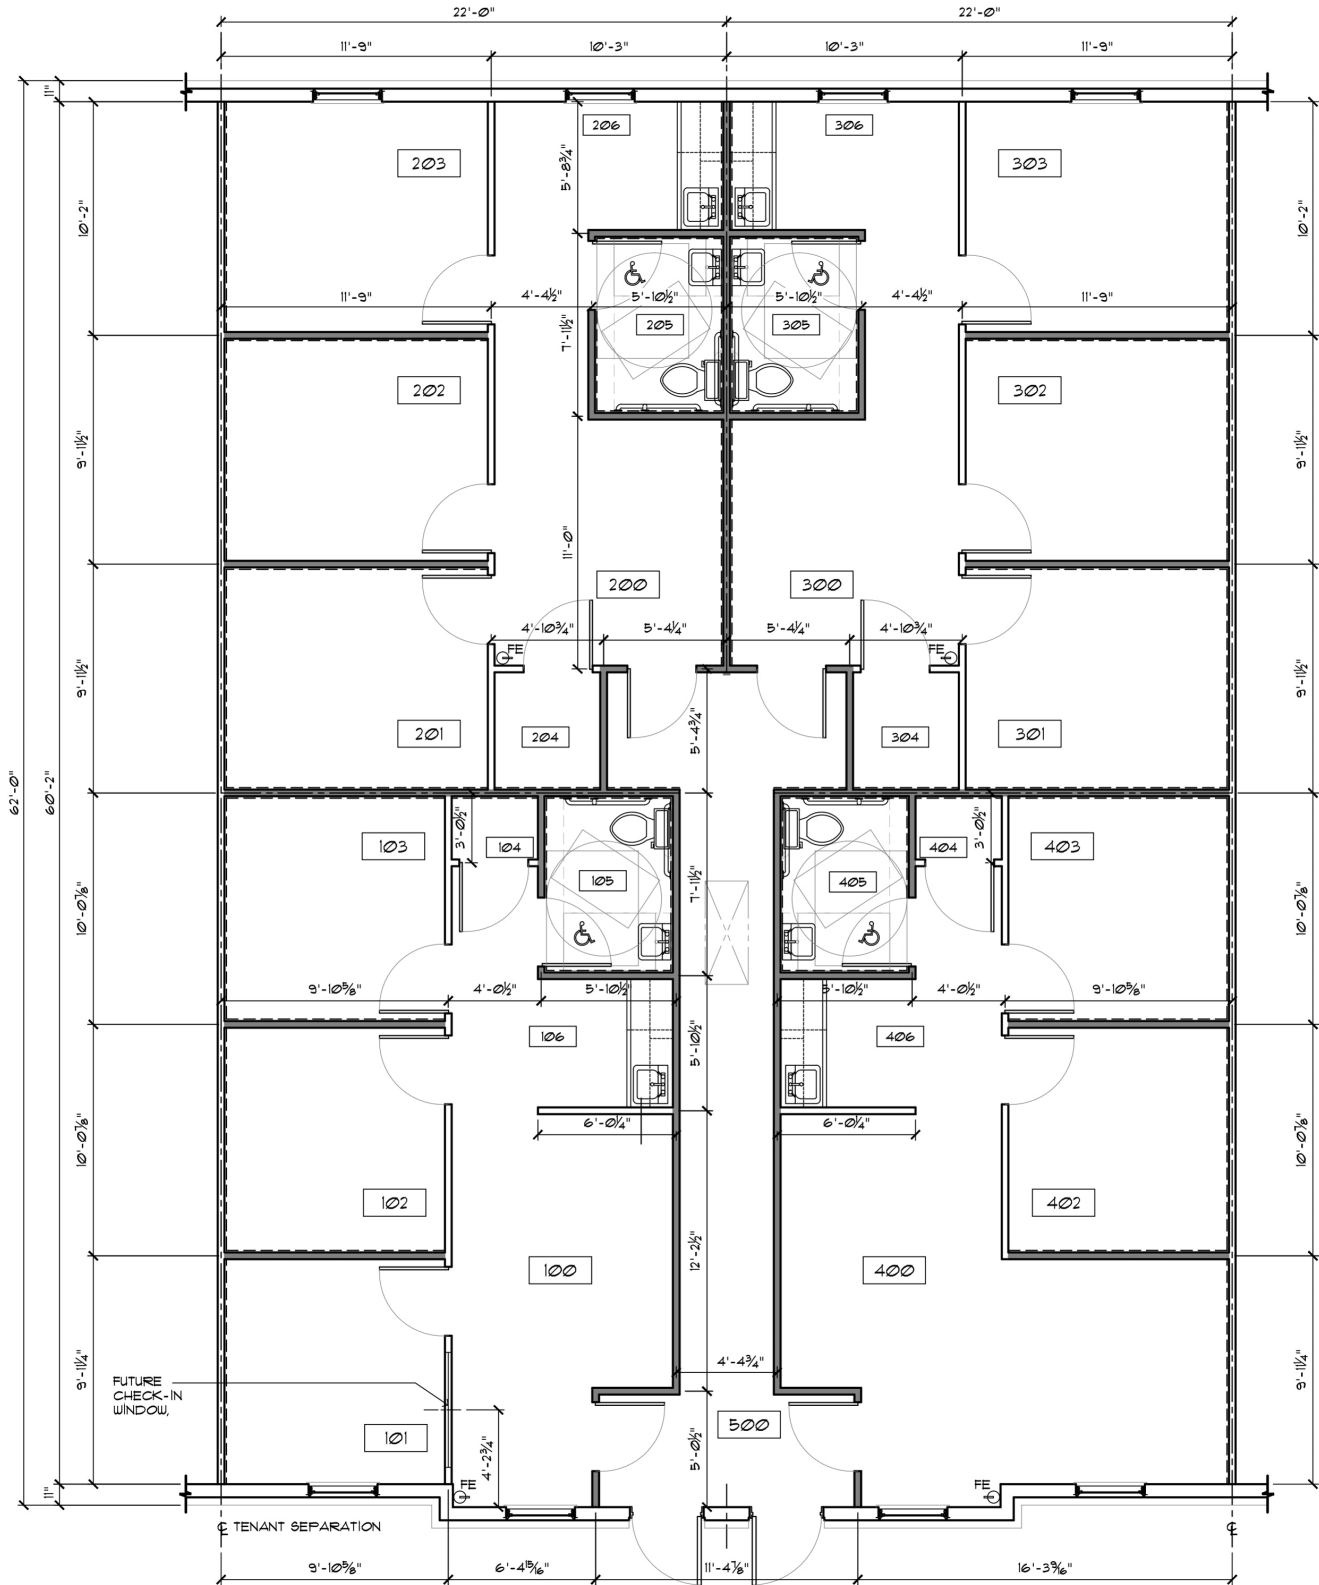 22'-0" 22'-0"
11'-9" 10'-3" 10'-3" 11'-9"
11"
206 306
203 303
5'-8¾"
10'-2" 10'-2"
11'-9" 4'-4½" 5'-10½" 5'-10½" 4'-4½" 11'-9"
205 305
7'-11½"
202 302
9'-11½" 9'-11½"
11'-0"
200 300
4'-10¾" 5'-4¼" 5'-4¼" 4'-10¾"
FE FE
9'-11½" 9'-11½"
201 204 304 301
5'-4¾"
62'-0" 60'-2"
3'-0½" 3'-0½"
103 104 404 403
105 405
7'-11½"
10'-0⅞" 10'-0⅞"
9'-10⅝" 4'-0½" 5'-10½" 5'-10½" 4'-0½" 9'-10⅝"
106 406
5'-10½"
6'-0¼" 6'-0¼"
10'-0⅞" 10'-0⅞"
102 402
100 400
12'-2½"
4'-4¾"
9'-11¼" 9'-11¼"
FUTURE
CHECK-IN
WINDOW,
101 500
4'-2¾" 5'-0½"
FE FE
11"
℄ TENANT SEPARATION ℄
9'-10⅝" 6'-4 15/16" 11'-4⅞" 16'-3 9/16"